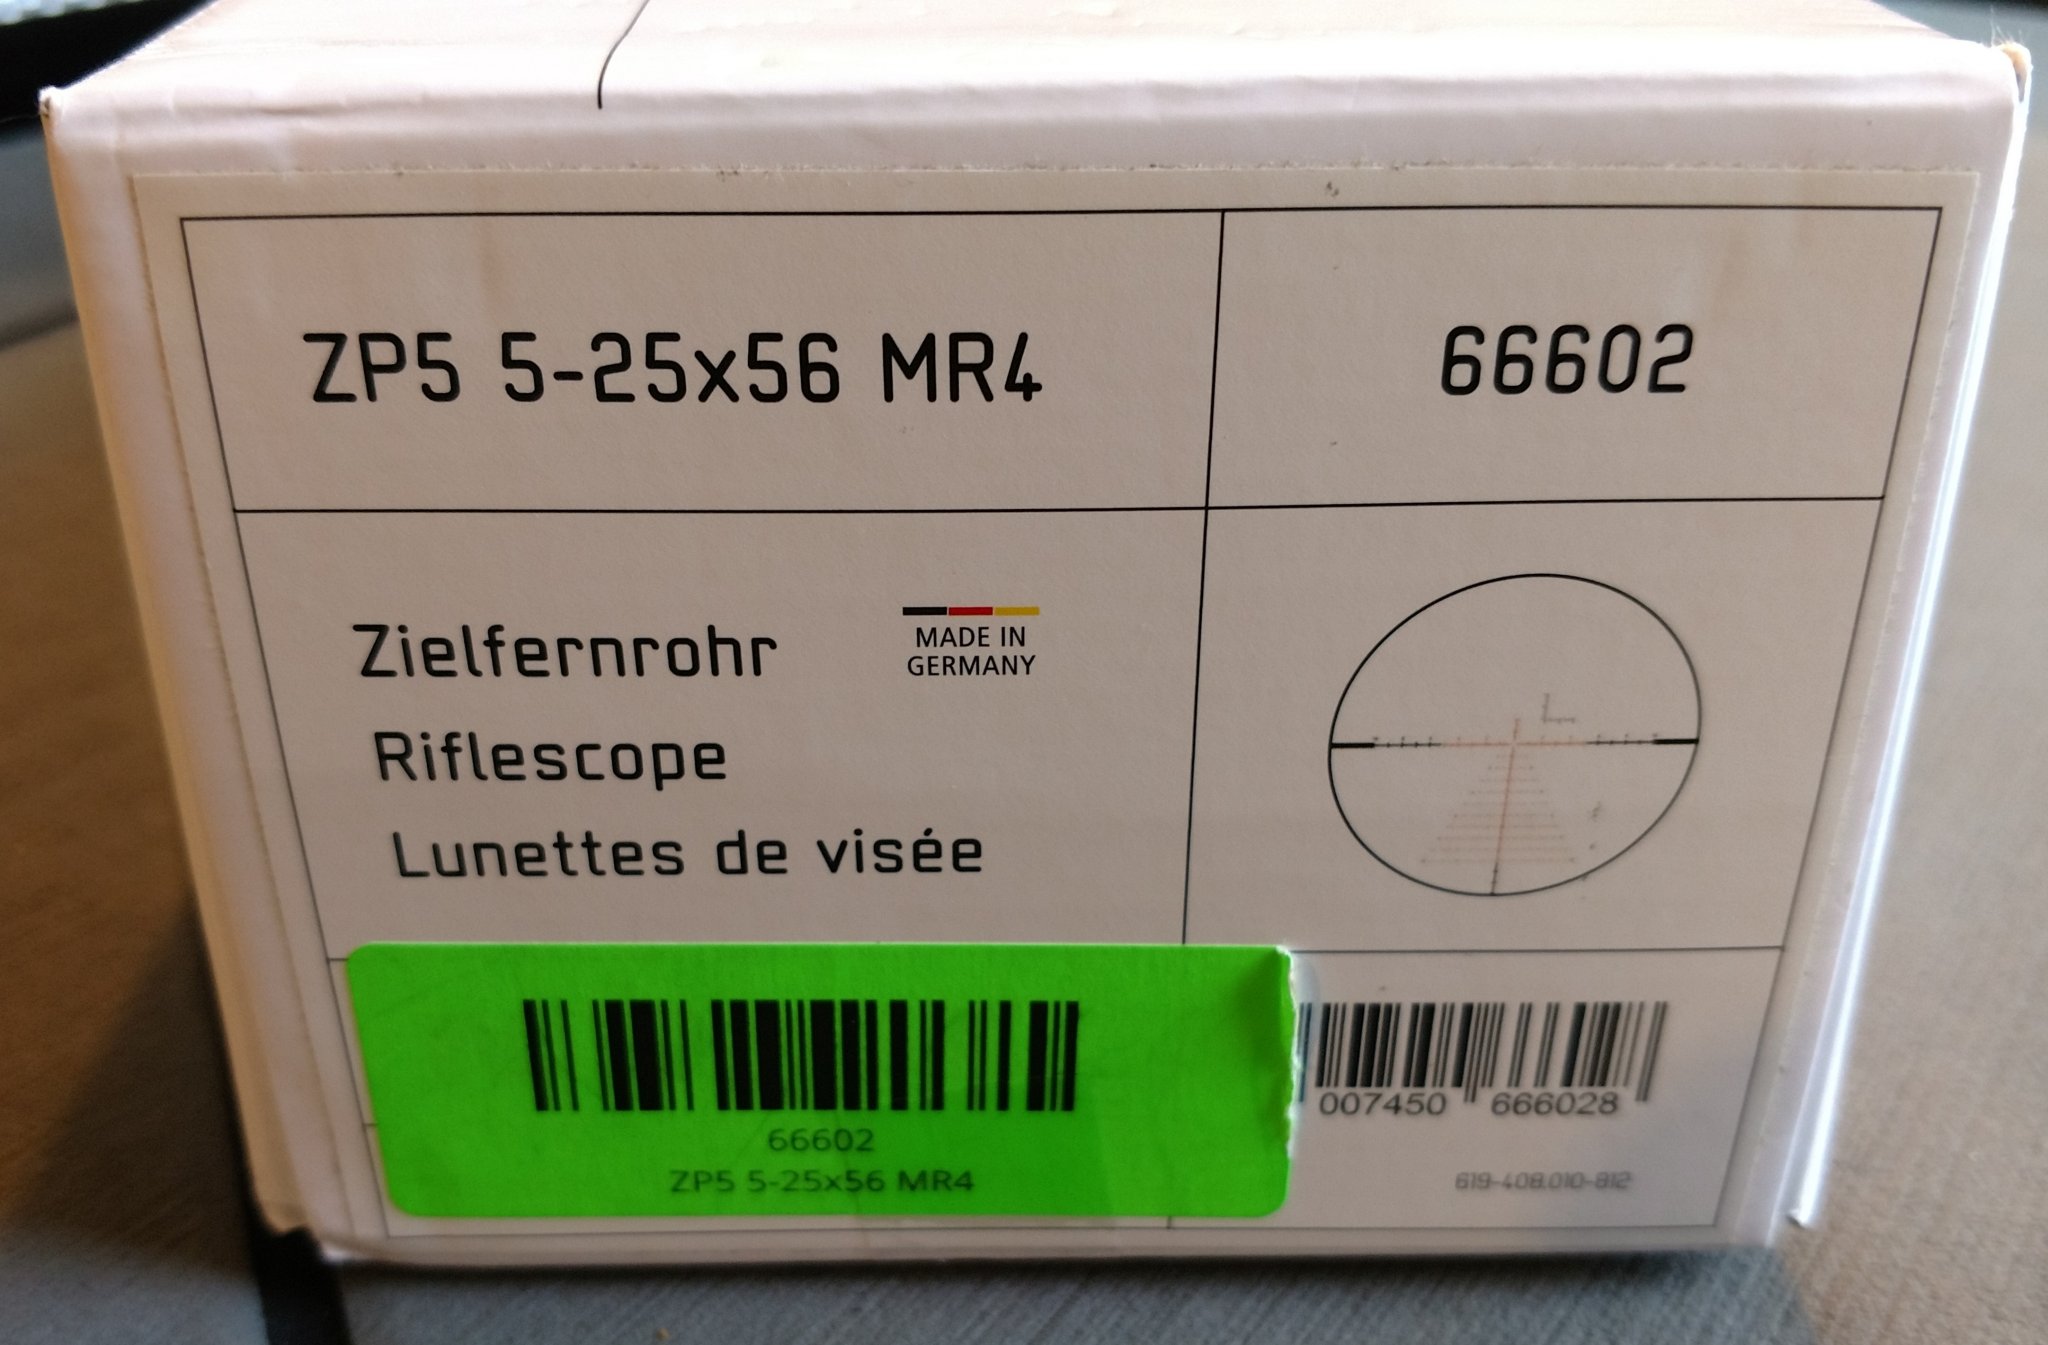 ZP5 5-25x56 MR4
66602
Zielfernrohr
MADE IN
GERMANY
Riflescope
Lunettes de visée
66602
ZP5 5-25x56 MR4
007450 666028
619-408.010-812